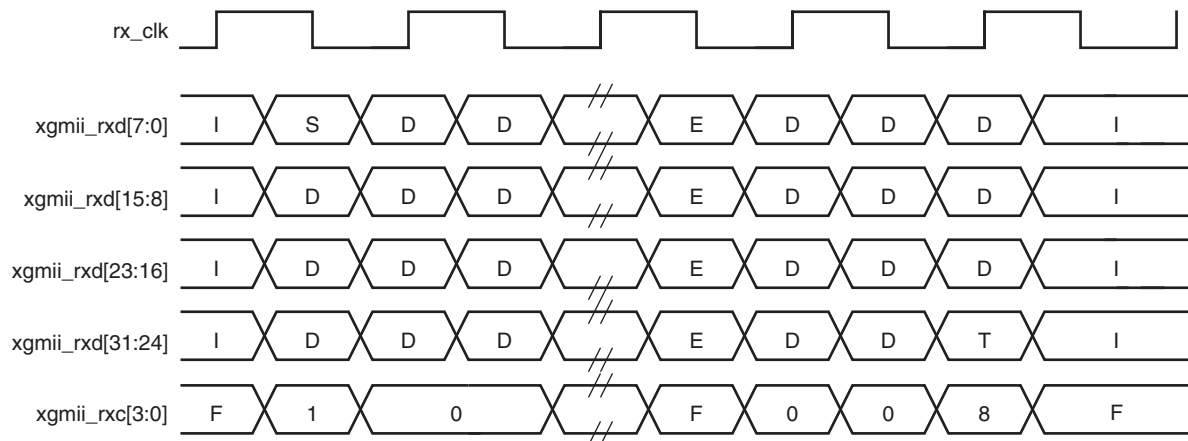 rx_clk
xgmii_rxd[7:0] I S D D E D D D I
xgmii_rxd[15:8] I D D D E D D D I
xgmii_rxd[23:16] I D D D E D D D I
xgmii_rxd[31:24] I D D D E D D T I
xgmii_rxc[3:0] F 1 0 F 0 0 8 F